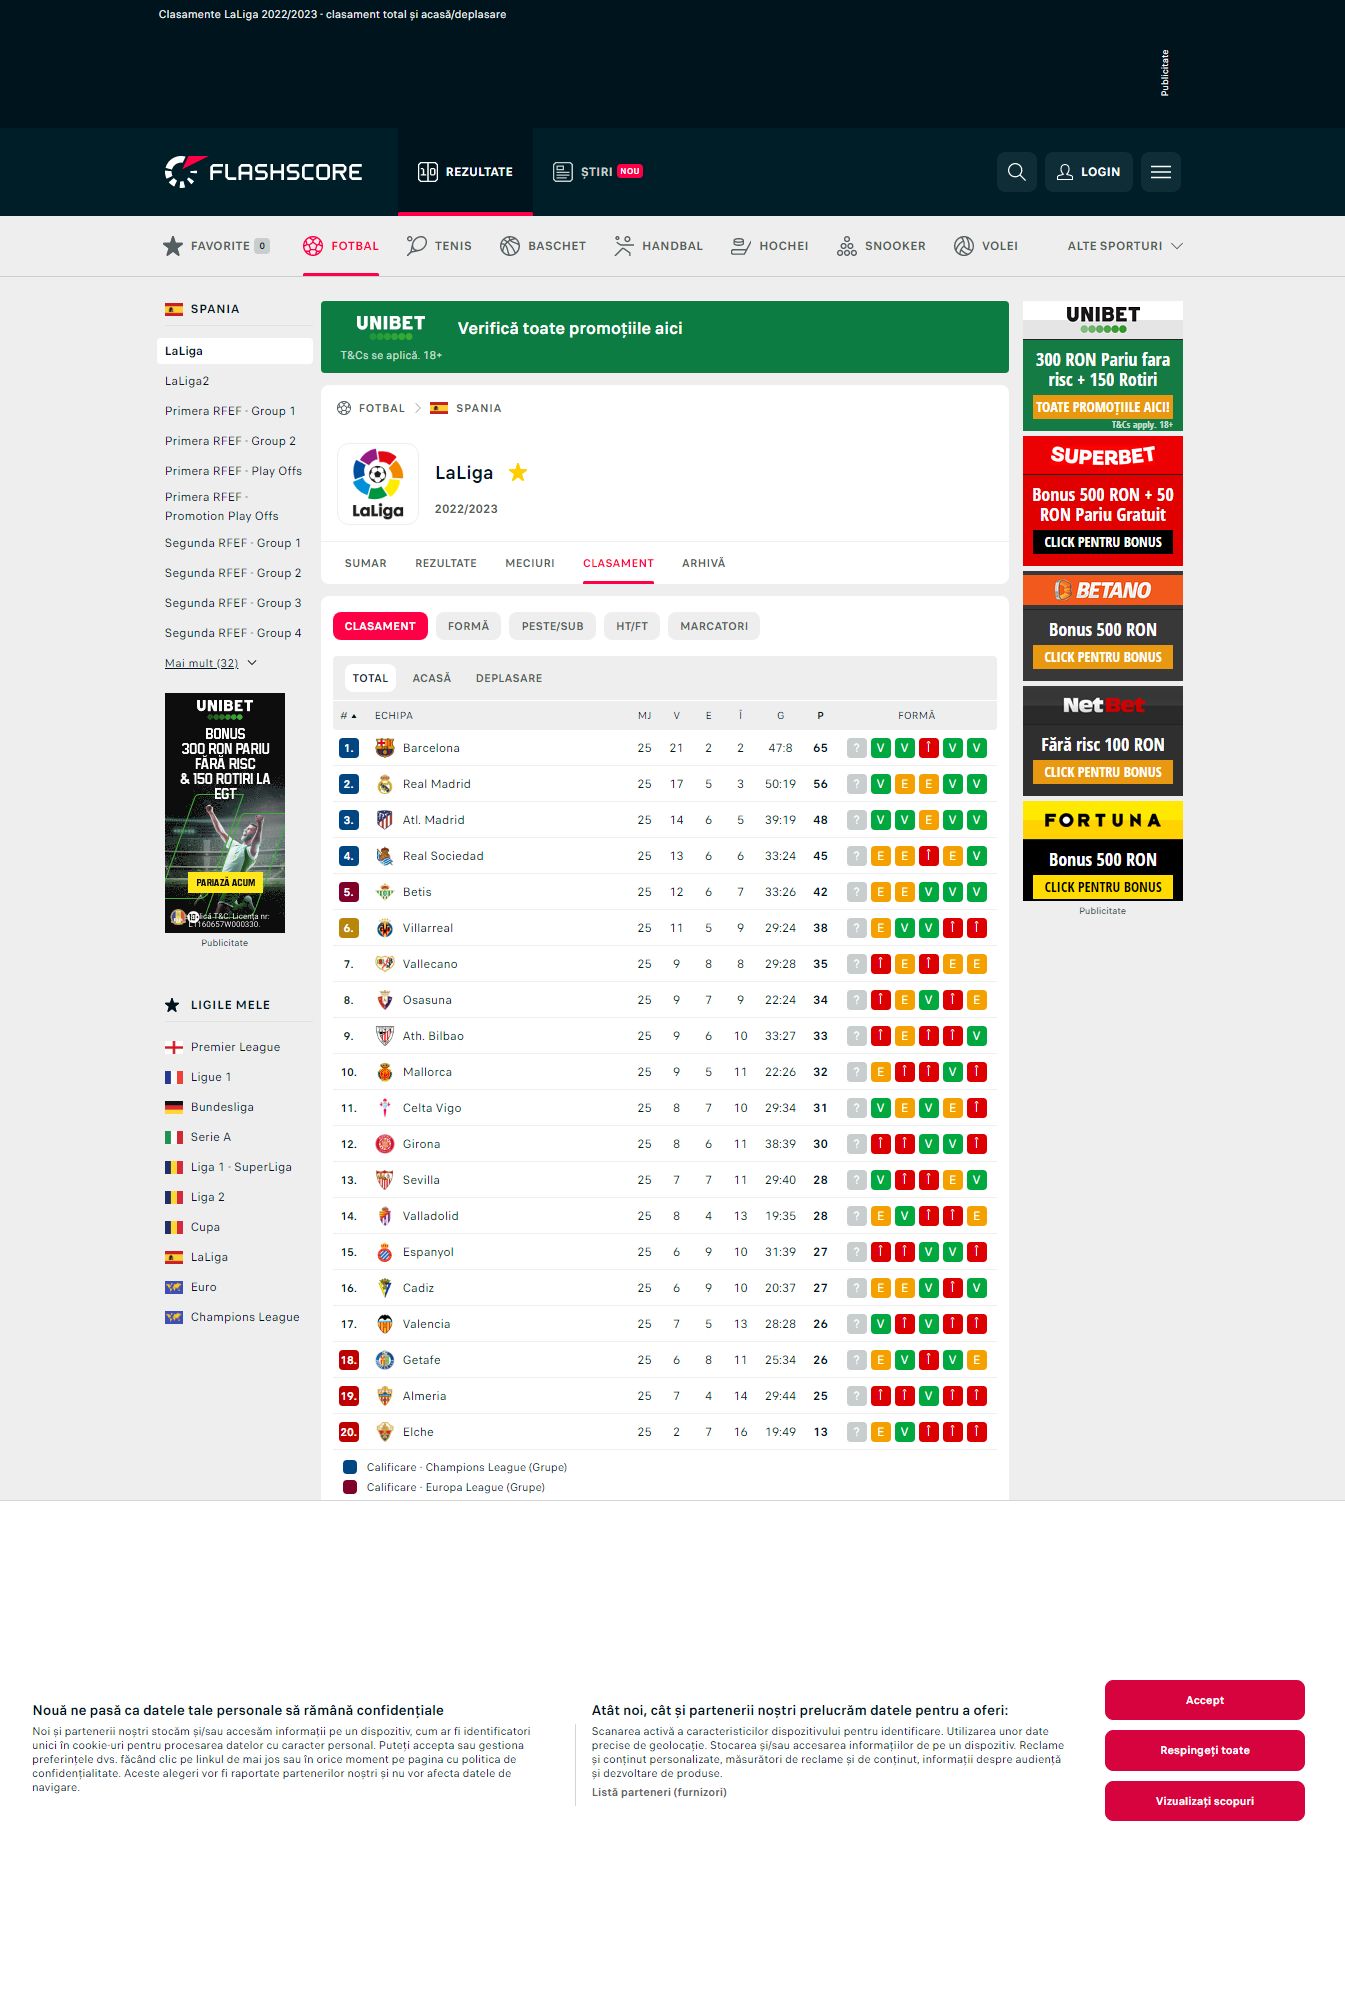 Clasamente LaLiga 2022/2023 - clasament total și acasă/deplasare
Publicitate
FLASHSCORE
REZULTATE
ȘTIRI NOU
LOGIN
FAVORITE 0
FOTBAL
TENIS
BASCHET
HANDBAL
HOCHEI
SNOOKER
VOLEI
ALTE SPORTURI
SPANIA
LaLiga
LaLiga2
Primera RFEF - Group 1
Primera RFEF - Group 2
Primera RFEF - Play Offs
Primera RFEF -
Promotion Play Offs
Segunda RFEF - Group 1
Segunda RFEF - Group 2
Segunda RFEF - Group 3
Segunda RFEF - Group 4
Mai mult (32)
UNIBET
BONUS
300 RON PARIU
FĂRĂ RISC
& 150 ROTIRI LA
EGT
PARIAZĂ ACUM
T&C. Licența nr:
L1160657W000330.
Publicitate
LIGILE MELE
Premier League
Ligue 1
Bundesliga
Serie A
Liga 1 - SuperLiga
Liga 2
Cupa
LaLiga
Euro
Champions League
UNIBET
Verifică toate promoțiile aici
T&Cs se aplică. 18+
FOTBAL
SPANIA
LaLiga
LaLiga
2022/2023
SUMAR REZULTATE MECIURI CLASAMENT ARHIVĂ
CLASAMENT FORMĂ PESTE/SUB HT/FT MARCATORI
TOTAL ACASĂ DEPLASARE
# ECHIPA MJ V E Î G P FORMĂ
1. Barcelona 25 21 2 2 47:8 65 ? V V Î V V
2. Real Madrid 25 17 5 3 50:19 56 ? V E E V V
3. Atl. Madrid 25 14 6 5 39:19 48 ? V V E V V
4. Real Sociedad 25 13 6 6 33:24 45 ? E E Î E V
5. Betis 25 12 6 7 33:26 42 ? E E V V V
6. Villarreal 25 11 5 9 29:24 38 ? E V V Î Î
7. Vallecano 25 9 8 8 29:28 35 ? Î E Î E E
8. Osasuna 25 9 7 9 22:24 34 ? Î E V Î E
9. Ath. Bilbao 25 9 6 10 33:27 33 ? Î E Î Î V
10. Mallorca 25 9 5 11 22:26 32 ? E Î Î V Î
11. Celta Vigo 25 8 7 10 29:34 31 ? V E V E Î
12. Girona 25 8 6 11 38:39 30 ? Î Î V V Î
13. Sevilla 25 7 7 11 29:40 28 ? V Î Î E V
14. Valladolid 25 8 4 13 19:35 28 ? E V Î Î E
15. Espanyol 25 6 9 10 31:39 27 ? Î Î V V Î
16. Cadiz 25 6 9 10 20:37 27 ? E E V Î V
17. Valencia 25 7 5 13 28:28 26 ? V Î V Î Î
18. Getafe 25 6 8 11 25:34 26 ? E V Î V E
19. Almeria 25 7 4 14 29:44 25 ? Î Î V Î Î
20. Elche 25 2 7 16 19:49 13 ? E V Î Î Î
Calificare - Champions League (Grupe)
Calificare - Europa League (Grupe)
UNIBET
300 RON Pariu fara
risc + 150 Rotiri
TOATE PROMOȚIILE AICI!
T&Cs apply. 18+
SUPERBET
Bonus 500 RON + 50
RON Pariu Gratuit
CLICK PENTRU BONUS
BETANO
Bonus 500 RON
CLICK PENTRU BONUS
NetBet
Fără risc 100 RON
CLICK PENTRU BONUS
FORTUNA
Bonus 500 RON
CLICK PENTRU BONUS
Publicitate
Nouă ne pasă ca datele tale personale să rămână confidențiale
Noi și partenerii noștri stocăm și/sau accesăm informații pe un dispozitiv, cum ar fi identificatori
unici în cookie-uri pentru procesarea datelor cu caracter personal. Puteți accepta sau gestiona
preferințele dvs. făcând clic pe linkul de mai jos sau în orice moment pe pagina cu politica de
confidențialitate. Aceste alegeri vor fi raportate partenerilor noștri și nu vor afecta datele de
navigare.
Atât noi, cât și partenerii noștri prelucrăm datele pentru a oferi:
Scanarea activă a caracteristicilor dispozitivului pentru identificare. Utilizarea unor date
precise de geolocație. Stocarea și/sau accesarea informațiilor de pe un dispozitiv. Reclame
și conținut personalizate, măsurători de reclame și de conținut, informații despre audiență
și dezvoltare de produse.
Listă parteneri (furnizori)
Accept
Respingeți toate
Vizualizați scopuri